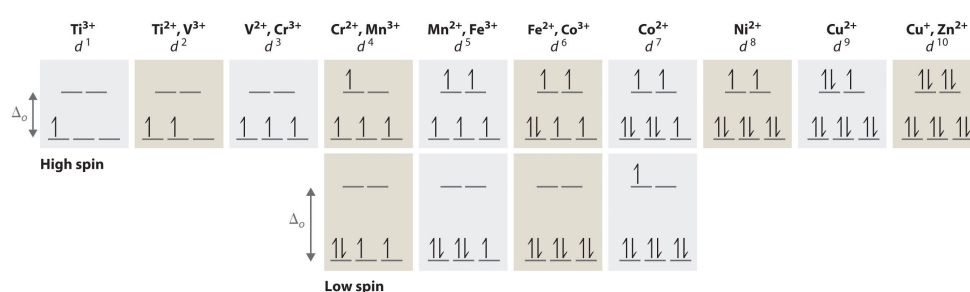 Ti³⁺ Ti²⁺, V³⁺ V²⁺, Cr³⁺ Cr²⁺, Mn³⁺ Mn²⁺, Fe³⁺ Fe²⁺, Co³⁺ Co²⁺ Ni²⁺ Cu²⁺ Cu⁺, Zn²⁺
d¹ d² d³ d⁴ d⁵ d⁶ d⁷ d⁸ d⁹ d¹⁰
Δₒ
High spin
Δₒ
Low spin